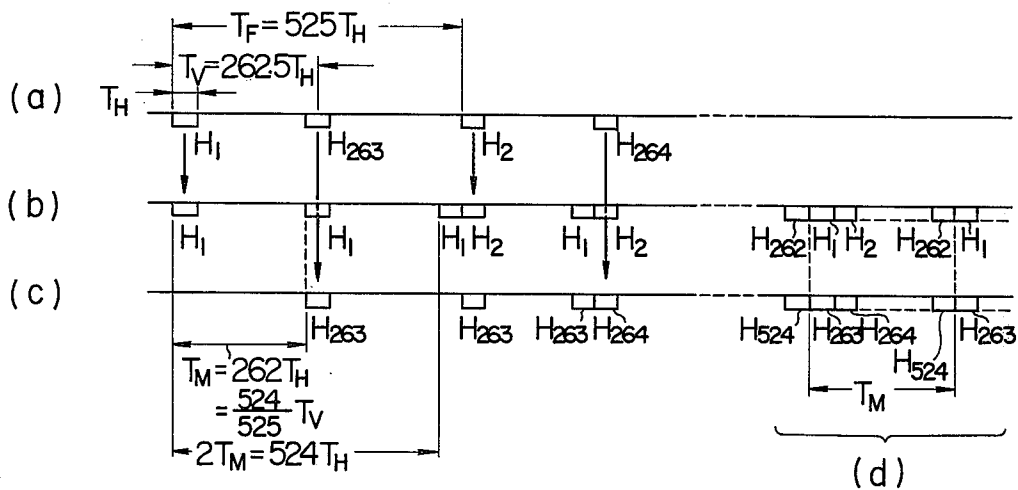 T_F=525T_H
T_V=262.5T_H
(a) T_H
H_1 H_263 H_2 H_264
(b)
H_1 H_1 H_1 H_2 H_1 H_2 H_262 H_1 H_2 H_262 H_1
(c)
H_263 H_263 H_263 H_264 H_524 H_263 H_264 H_524 H_263
T_M=262T_H
=524/525 T_V
T_M
2T_M=524T_H
(d)